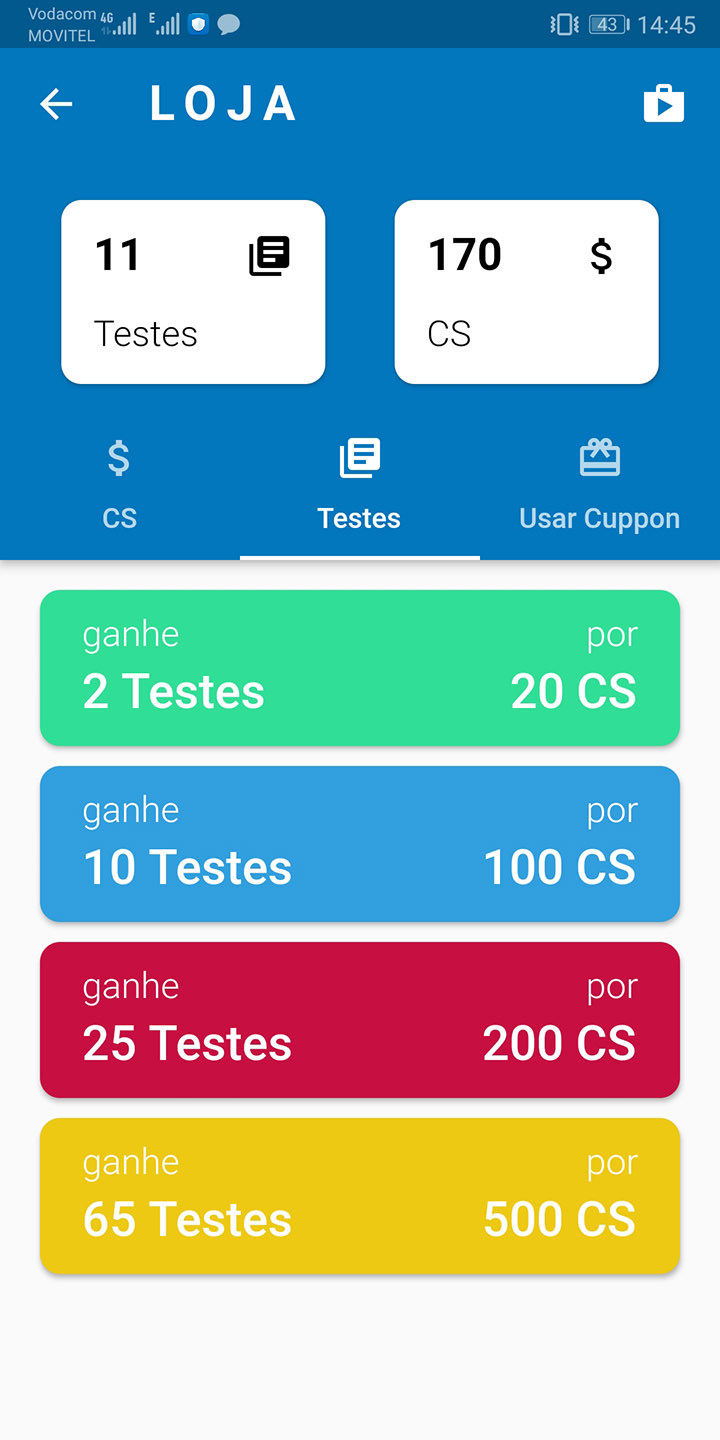 Vodacom 4G E 43 14:45
MOVITEL
LOJA
11 170 $
Testes CS
$
CS Testes Usar Cuppon
ganhe por
2 Testes 20 CS
ganhe por
10 Testes 100 CS
ganhe por
25 Testes 200 CS
ganhe por
65 Testes 500 CS